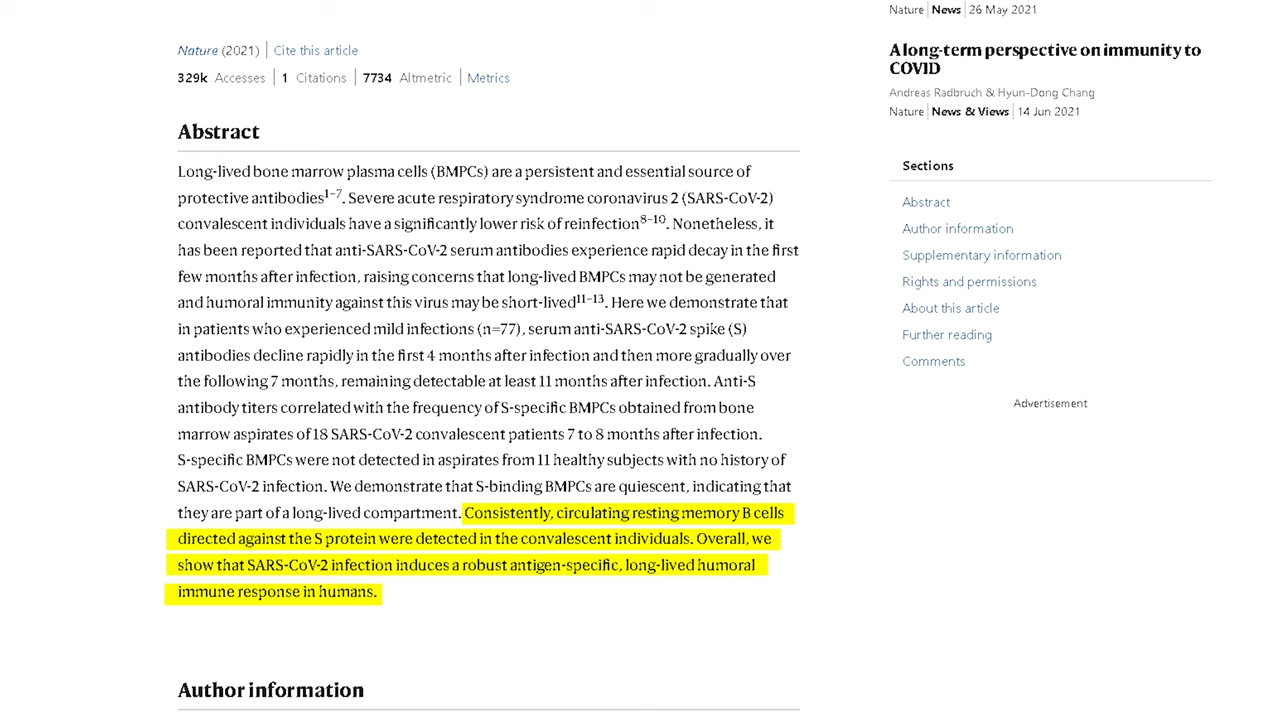 Nature | News | 26 May 2021
Nature (2021) | Cite this article
329k Accesses | 1 Citations | 7734 Altmetric | Metrics
A long-term perspective on immunity to
COVID
Andreas Radbruch & Hyun-Dong Chang
Nature | News & Views | 14 Jun 2021
Abstract
Long-lived bone marrow plasma cells (BMPCs) are a persistent and essential source of
protective antibodies1–7. Severe acute respiratory syndrome coronavirus 2 (SARS-CoV-2)
convalescent individuals have a significantly lower risk of reinfection8–10. Nonetheless, it
has been reported that anti-SARS-CoV-2 serum antibodies experience rapid decay in the first
few months after infection, raising concerns that long-lived BMPCs may not be generated
and humoral immunity against this virus may be short-lived11–13. Here we demonstrate that
in patients who experienced mild infections (n=77), serum anti-SARS-CoV-2 spike (S)
antibodies decline rapidly in the first 4 months after infection and then more gradually over
the following 7 months, remaining detectable at least 11 months after infection. Anti-S
antibody titers correlated with the frequency of S-specific BMPCs obtained from bone
marrow aspirates of 18 SARS-CoV-2 convalescent patients 7 to 8 months after infection.
S-specific BMPCs were not detected in aspirates from 11 healthy subjects with no history of
SARS-CoV-2 infection. We demonstrate that S-binding BMPCs are quiescent, indicating that
they are part of a long-lived compartment. Consistently, circulating resting memory B cells
directed against the S protein were detected in the convalescent individuals. Overall, we
show that SARS-CoV-2 infection induces a robust antigen-specific, long-lived humoral
immune response in humans.
Author information
Sections
Abstract
Author information
Supplementary information
Rights and permissions
About this article
Further reading
Comments
Advertisement